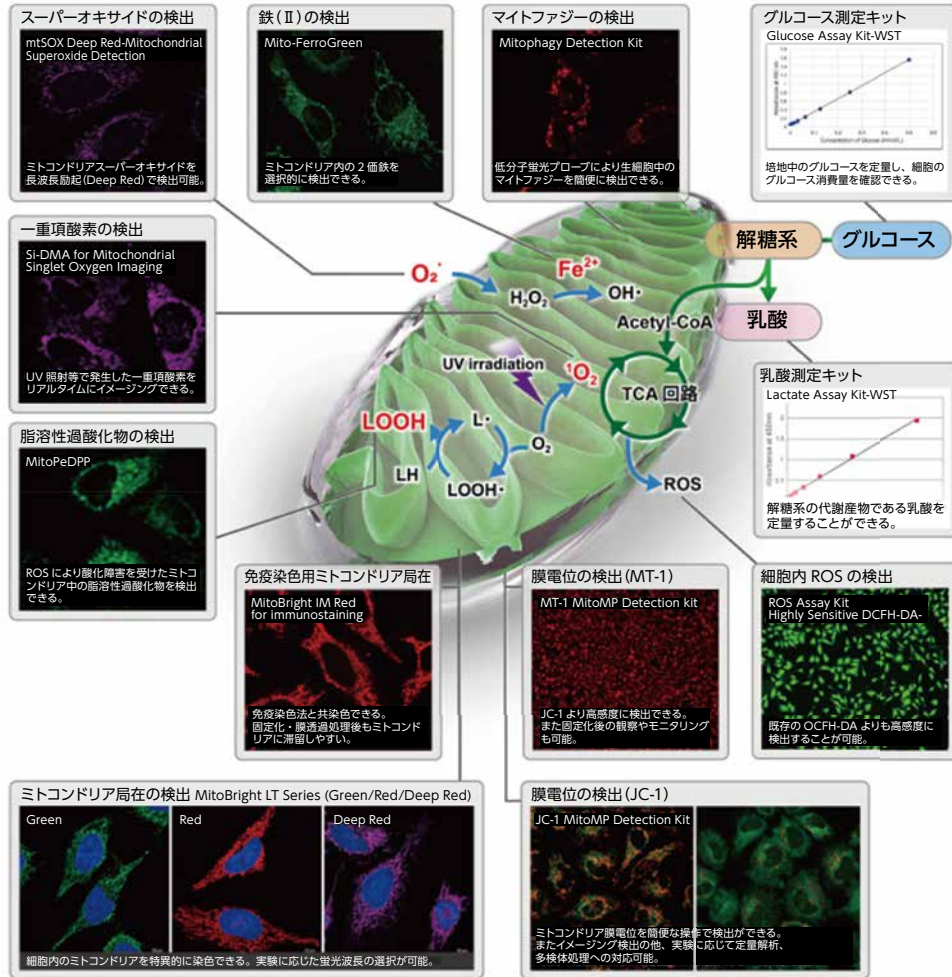 スーパーオキサイドの検出
mtSOX Deep Red-Mitochondrial
Superoxide Detection
ミトコンドリアスーパーオキサイドを
長波長励起(Deep Red)で検出可能。
鉄(Ⅱ)の検出
Mito-FerroGreen
ミトコンドリア内の2価鉄を
選択的に検出できる。
マイトファジーの検出
Mitophagy Detection Kit
低分子蛍光プローブにより生細胞中の
マイトファジーを簡便に検出できる。
グルコース測定キット
Glucose Assay Kit-WST
培地中のグルコースを定量し、細胞の
グルコース消費量を確認できる。
一重項酸素の検出
Si-DMA for Mitochondrial
Singlet Oxygen Imaging
UV 照射等で発生した一重項酸素を
リアルタイムにイメージングできる。
解糖系
グルコース
乳酸
O₂˙
H₂O₂
Fe²⁺
OH·
Acetyl-CoA
UV irradiation
¹O₂
TCA 回路
LOOH
L·
O₂
LH
LOOH·
ROS
乳酸測定キット
Lactate Assay Kit-WST
解糖系の代謝産物である乳酸を
定量することができる。
脂溶性過酸化物の検出
MitoPeDPP
ROS により酸化障害を受けたミトコ
ンドリア中の脂溶性過酸化物を検出
できる。
免疫染色用ミトコンドリア局在
MitoBright IM Red
for immunostaining
免疫染色法と共染色できる。
固定化・膜透過処理後もミトコンド
リアに滞留しやすい。
膜電位の検出(MT-1)
MT-1 MitoMP Detection kit
JC-1 より高感度に検出できる。
また固定化後の観察やモニタリング
も可能。
細胞内 ROS の検出
ROS Assay Kit
Highly Sensitive DCFH-DA-
既存の OCFH-DA よりも高感度に
検出することが可能。
ミトコンドリア局在の検出 MitoBright LT Series (Green/Red/Deep Red)
Green
Red
Deep Red
細胞内のミトコンドリアを特異的に染色できる。実験に応じた蛍光波長の選択が可能。
膜電位の検出(JC-1)
JC-1 MitoMP Detection Kit
ミトコンドリア膜電位を簡便な操作で検出ができる。
またイメージング検出の他、実験に応じて定量解析、
多検体処理への対応可能。